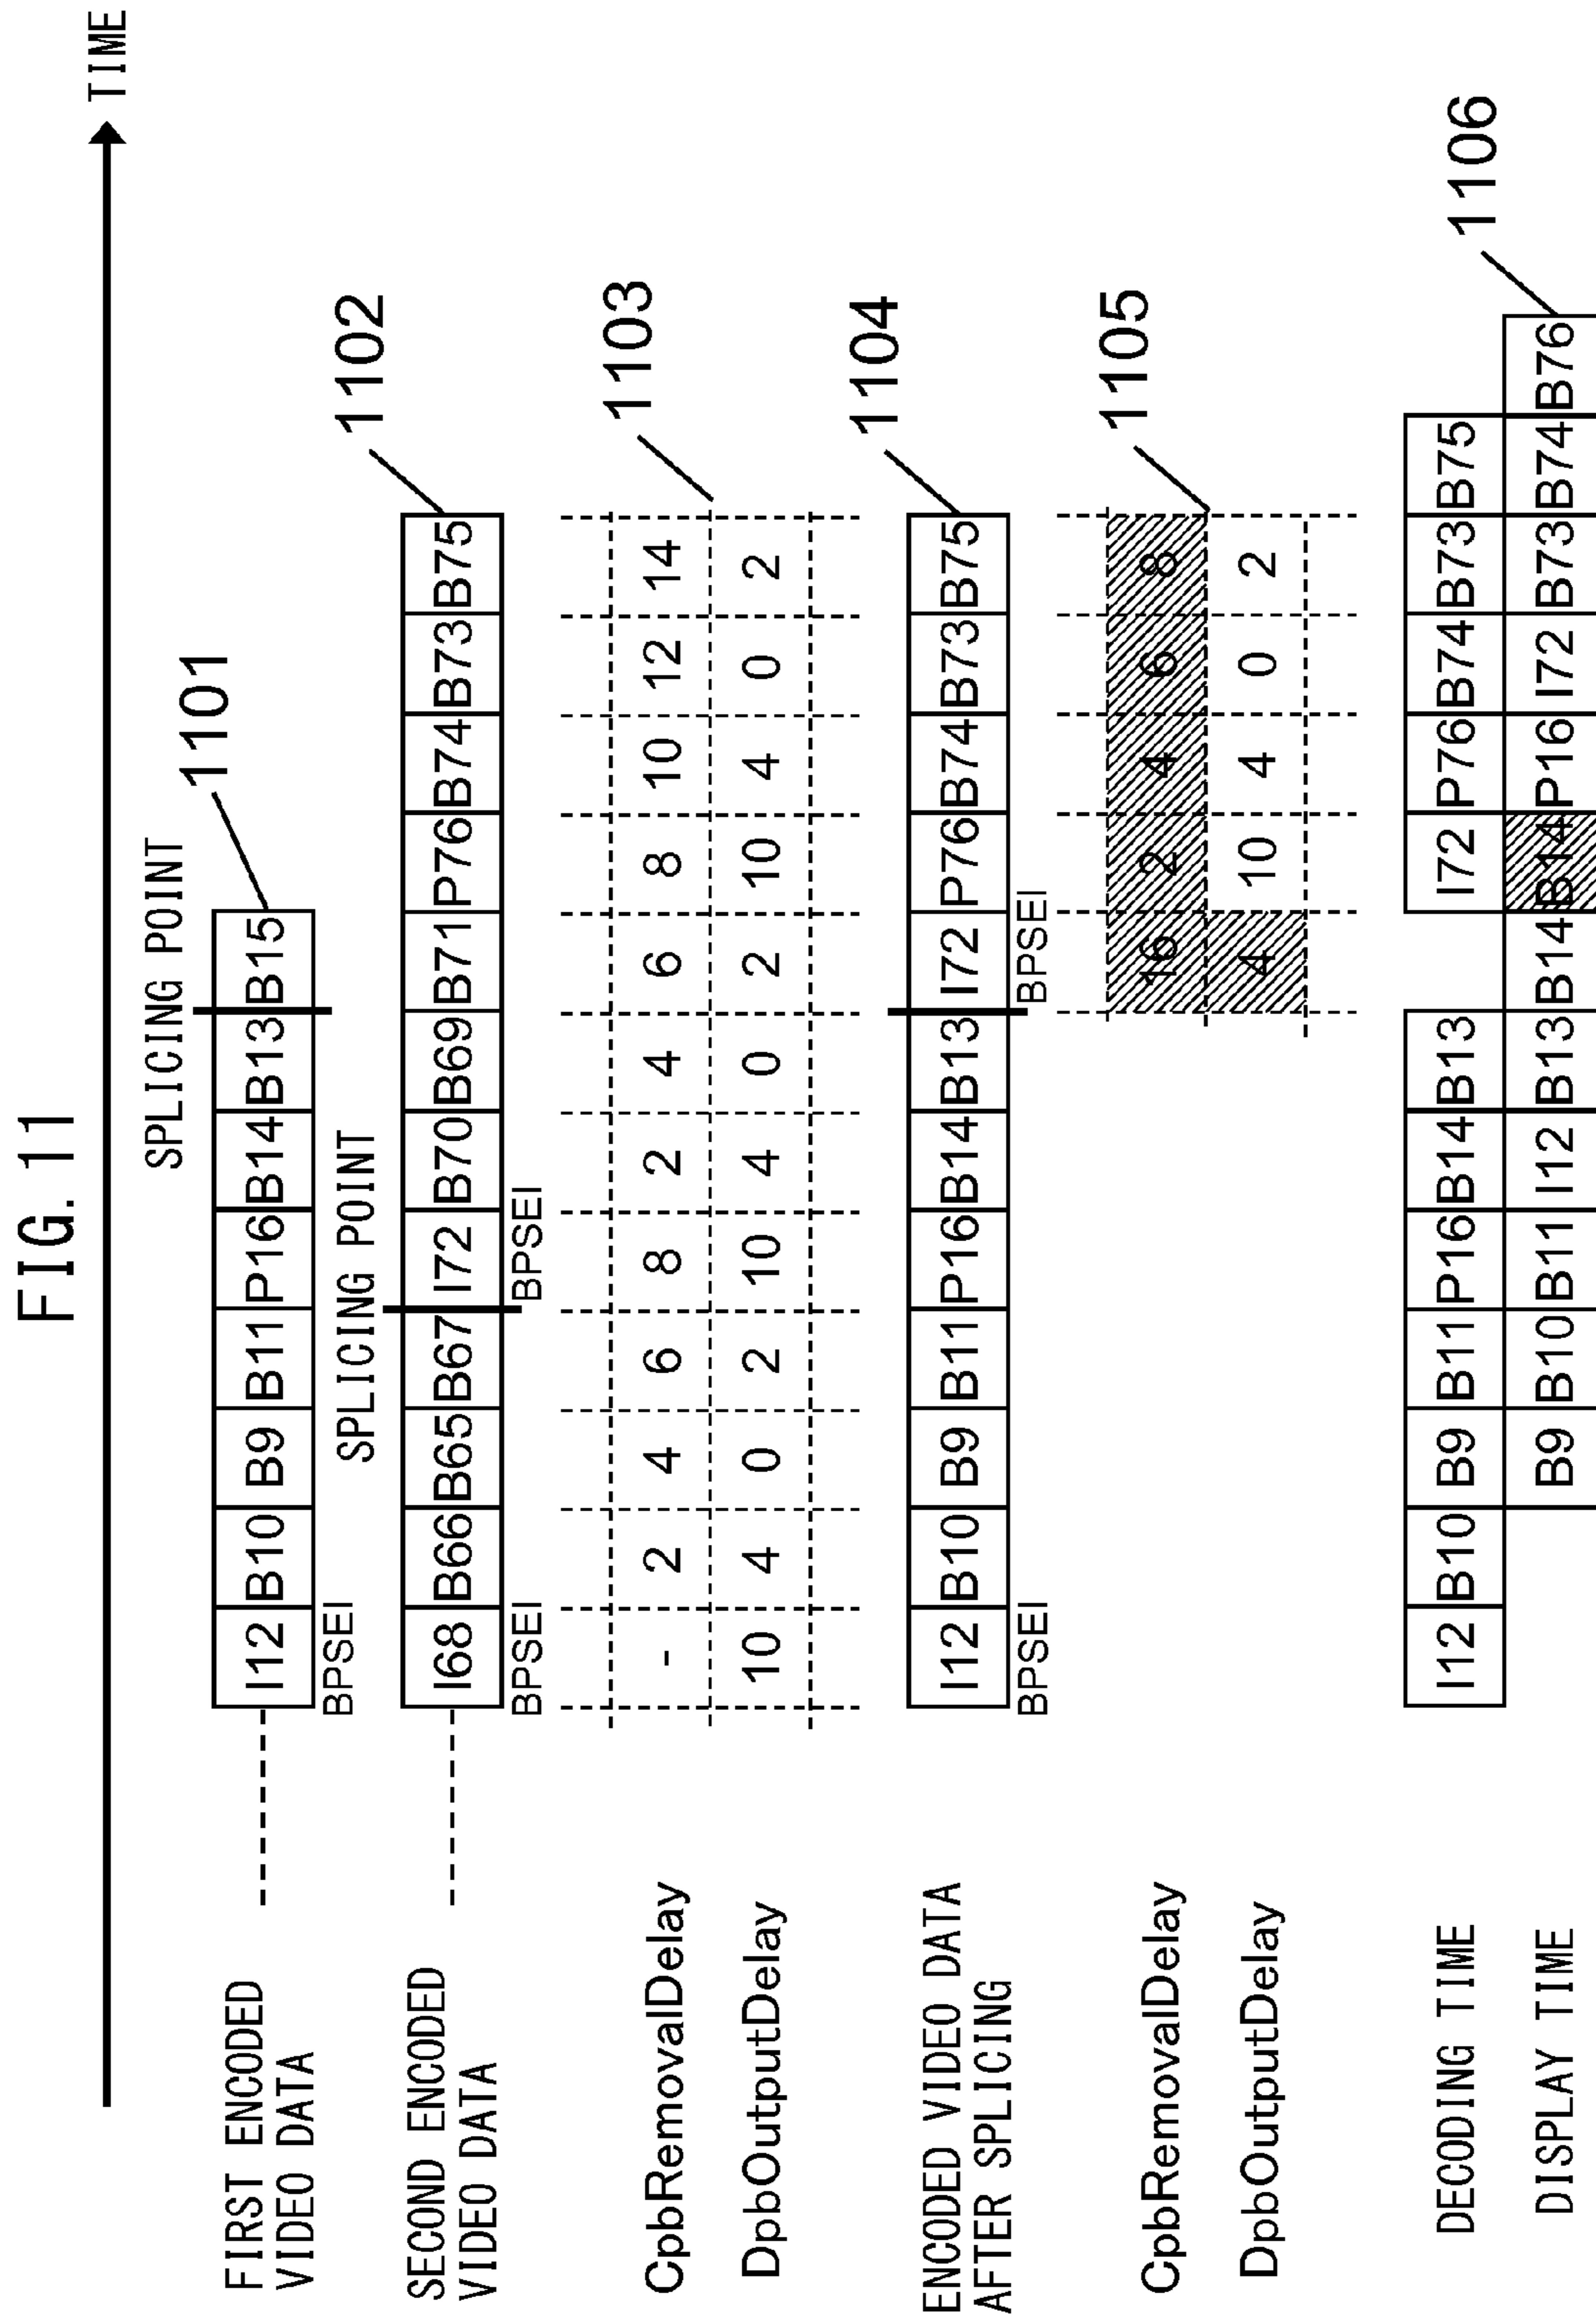 FIG. 11
TIME
SPLICING POINT
1101
FIRST ENCODED
VIDEO DATA
I12 B10 B9 B11 P16 B14 B13 B15
BPSEI
SPLICING POINT
1102
SECOND ENCODED
VIDEO DATA
I68 B66 B65 B67 I72 B70 B69 B71 P76 B74 B73 B75
BPSEI BPSEI
1103
CpbRemovalDelay - 2 4 6 8 2 4 6 8 10 12 14
DpbOutputDelay 10 4 0 2 10 4 0 2 10 4 0 2
1104
ENCODED VIDEO DATA
AFTER SPLICING
I12 B10 B9 B11 P16 B14 B13 I72 P76 B74 B73 B75
BPSEI BPSEI
1105
CpbRemovalDelay 16 2 4 6 8
DpbOutputDelay 4 10 4 0 2
1106
DECODING TIME I12 B10 B9 B11 P16 B14 B13 I72 P76 B74 B73 B75
DISPLAY TIME B9 B10 B11 I12 B13 B14 B14 P16 I72 B73 B74 B76